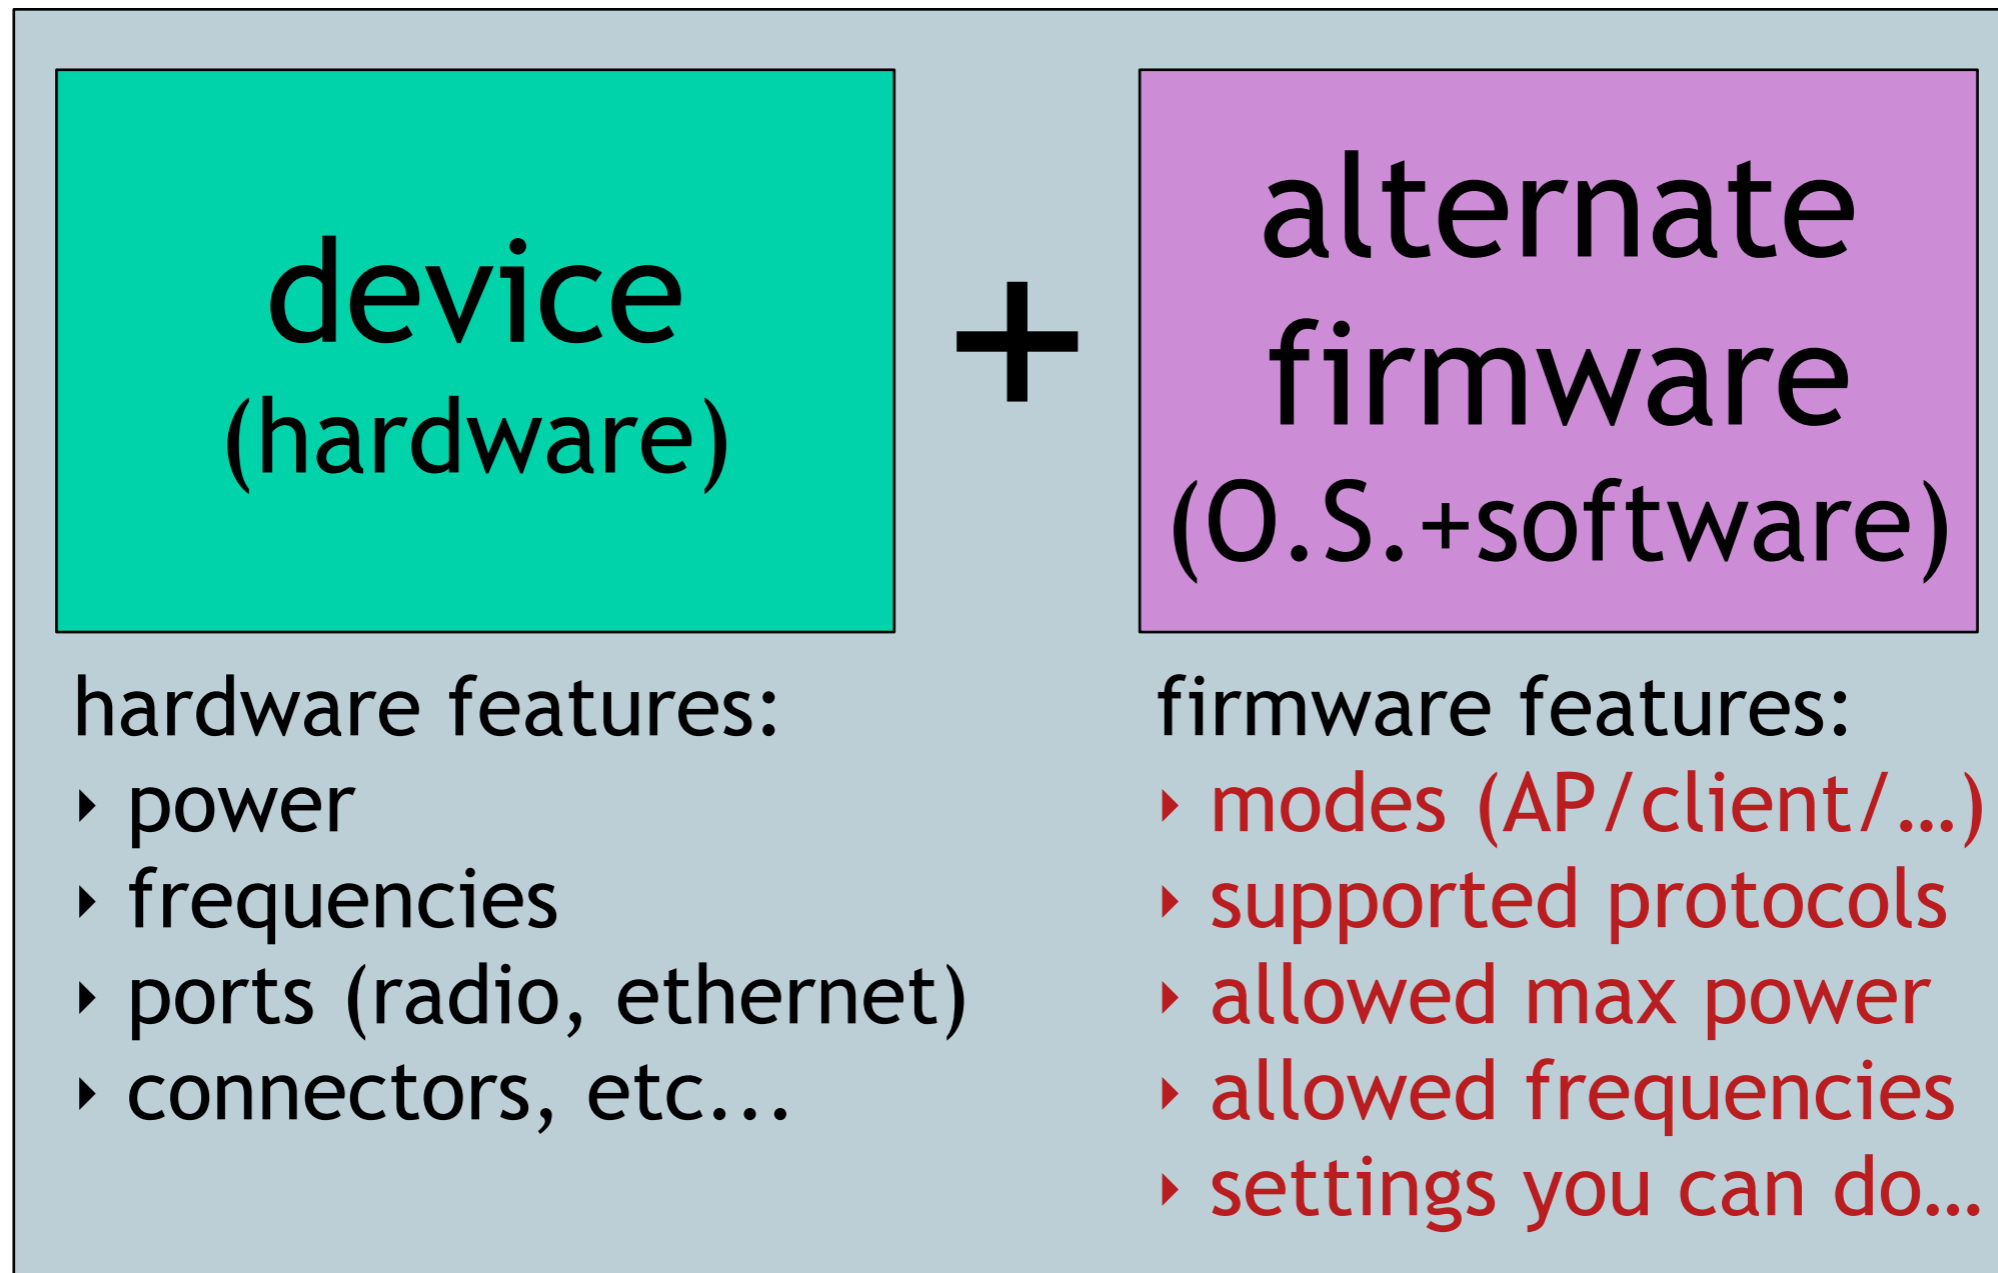 device
(hardware)
+
alternate
firmware
(O.S.+software)
hardware features:
‣ power
‣ frequencies
‣ ports (radio, ethernet)
‣ connectors, etc...
firmware features:
‣ modes (AP/client/…)
‣ supported protocols
‣ allowed max power
‣ allowed frequencies
‣ settings you can do…